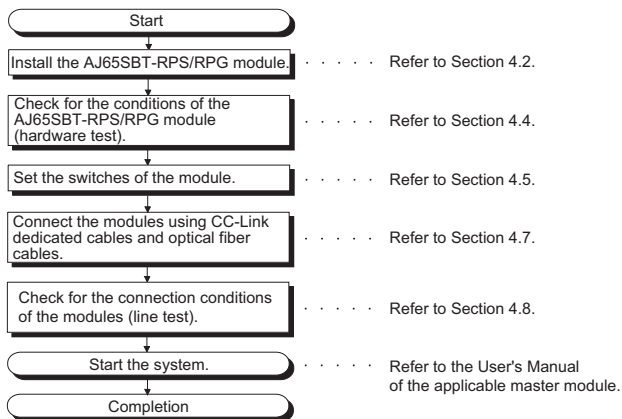 Start
Install the AJ65SBT-RPS/RPG module. · · · · · Refer to Section 4.2.
Check for the conditions of the
AJ65SBT-RPS/RPG module
(hardware test).
· · · · · Refer to Section 4.4.
Set the switches of the module. · · · · · Refer to Section 4.5.
Connect the modules using CC-Link
dedicated cables and optical fiber
cables.
· · · · · Refer to Section 4.7.
Check for the connection conditions
of the modules (line test).
· · · · · Refer to Section 4.8.
Start the system. · · · · · Refer to the User's Manual
of the applicable master module.
Completion